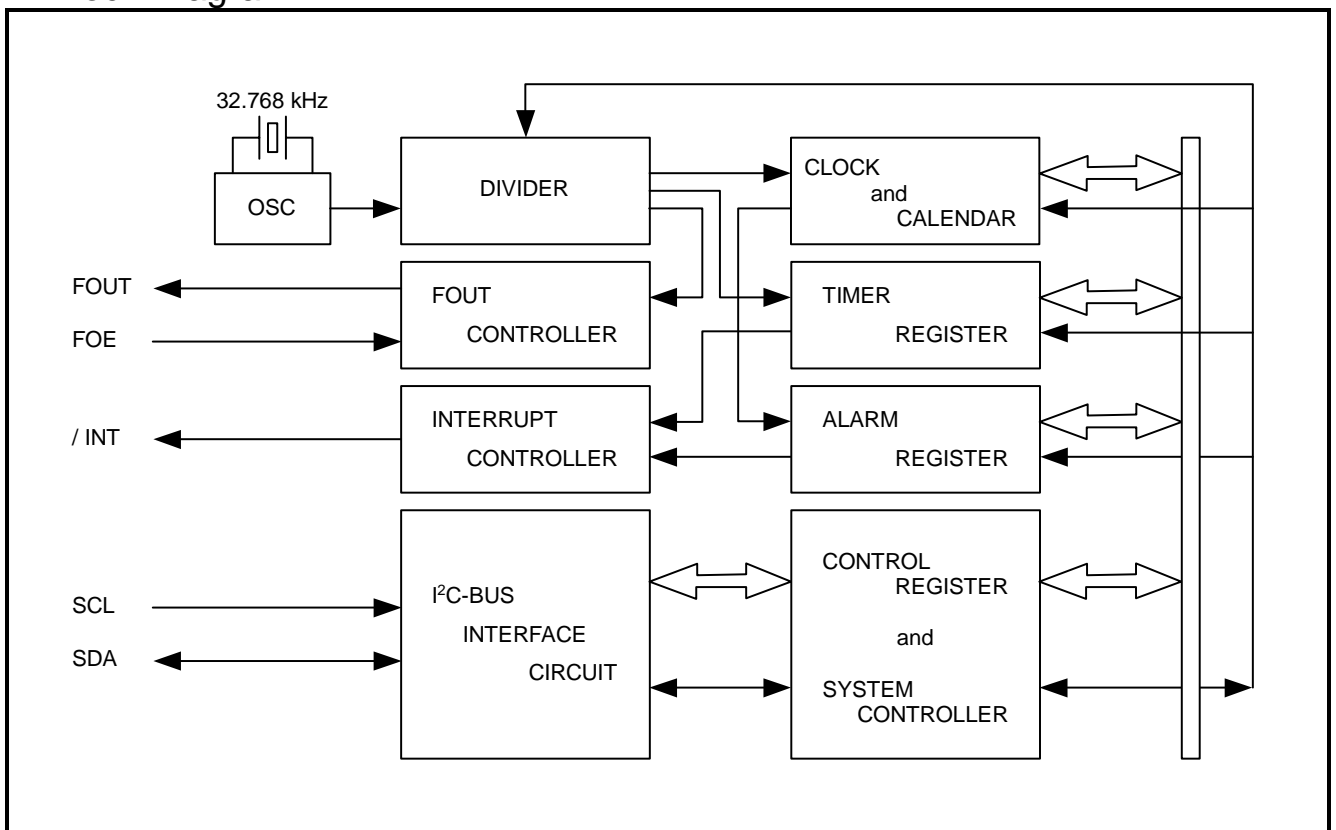 32.768 kHz
OSC
DIVIDER
CLOCK
and
CALENDAR
FOUT
FOE
FOUT
CONTROLLER
TIMER
REGISTER
/ INT
INTERRUPT
CONTROLLER
ALARM
REGISTER
SCL
SDA
I²C-BUS
INTERFACE
CIRCUIT
CONTROL
REGISTER
and
SYSTEM
CONTROLLER